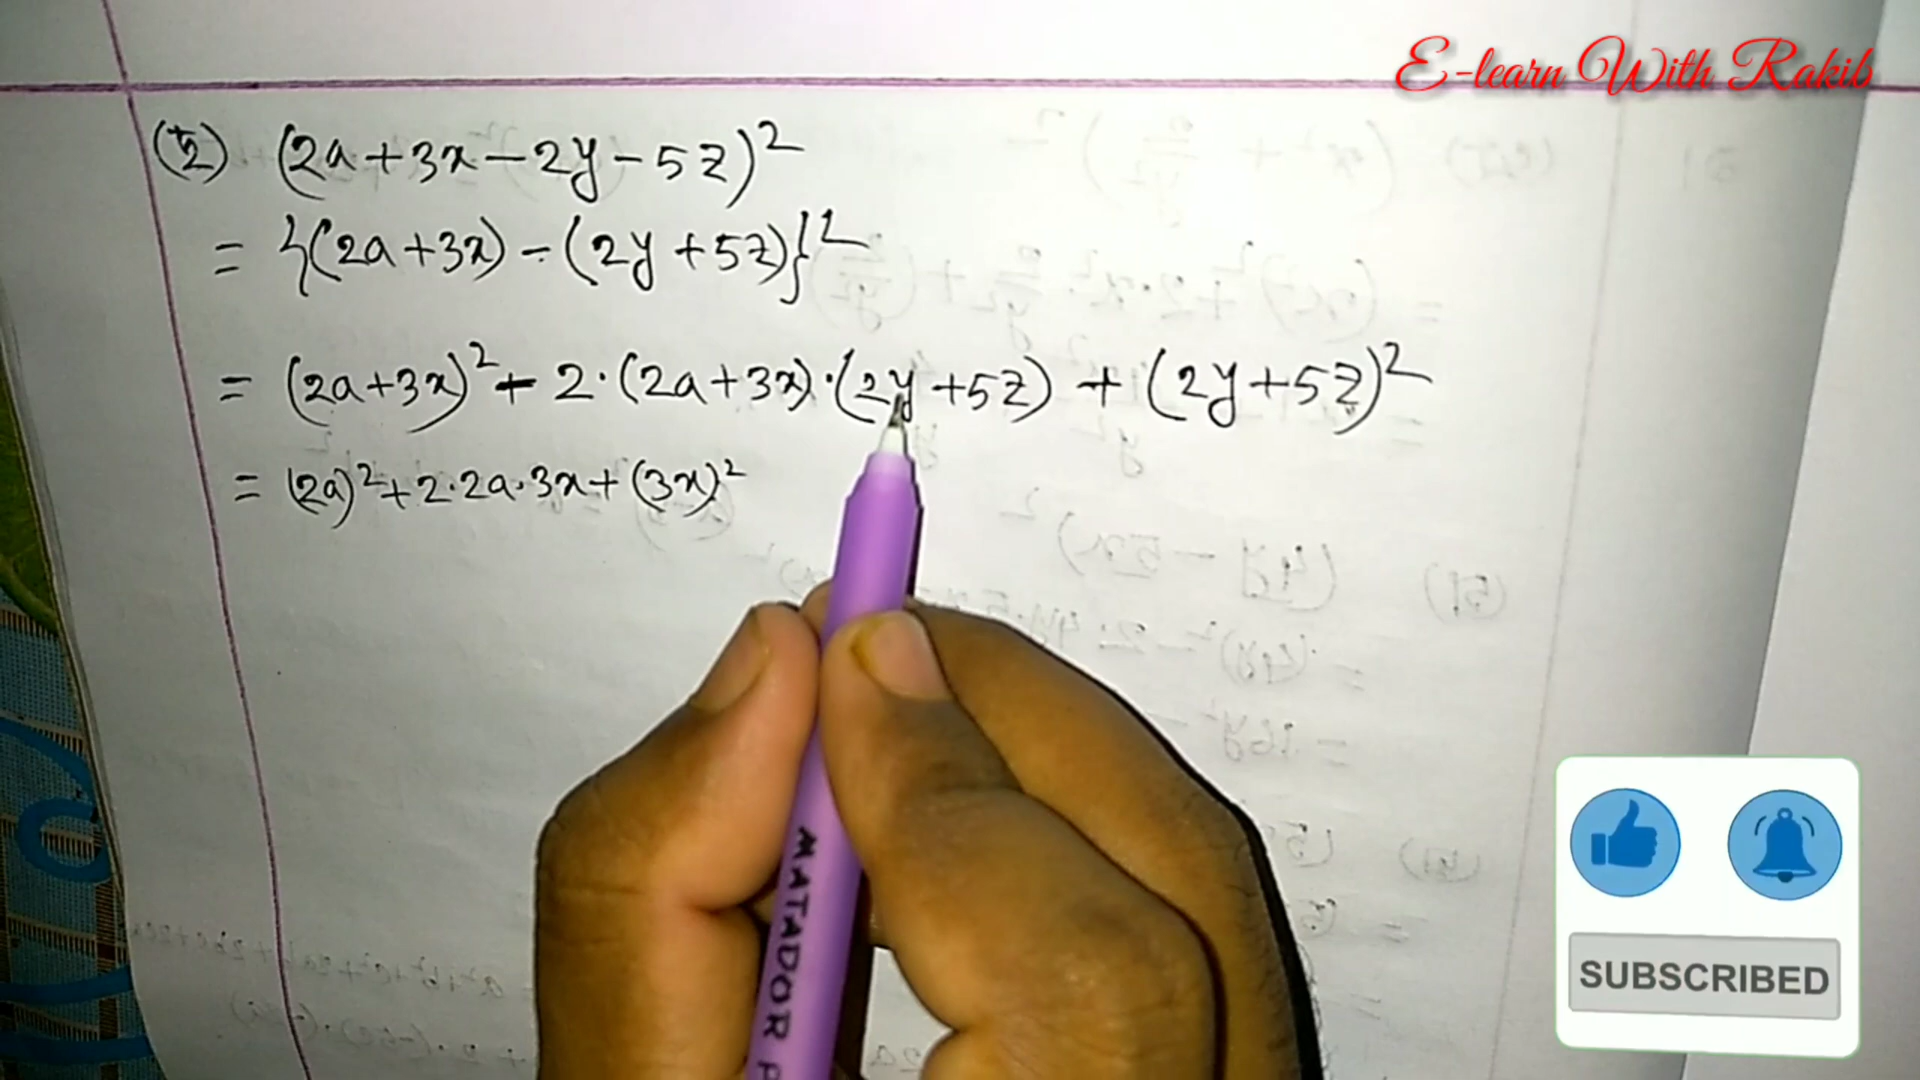 E-learn With Rakib
(2a+3x-2y-5z)²
= {(2a+3x)-(2y+5z)}²
= (2a+3x)² - 2·(2a+3x)·(2y+5z) + (2y+5z)²
= (2a)²+2·2a·3x+(3x)²
MATADOR
SUBSCRIBED